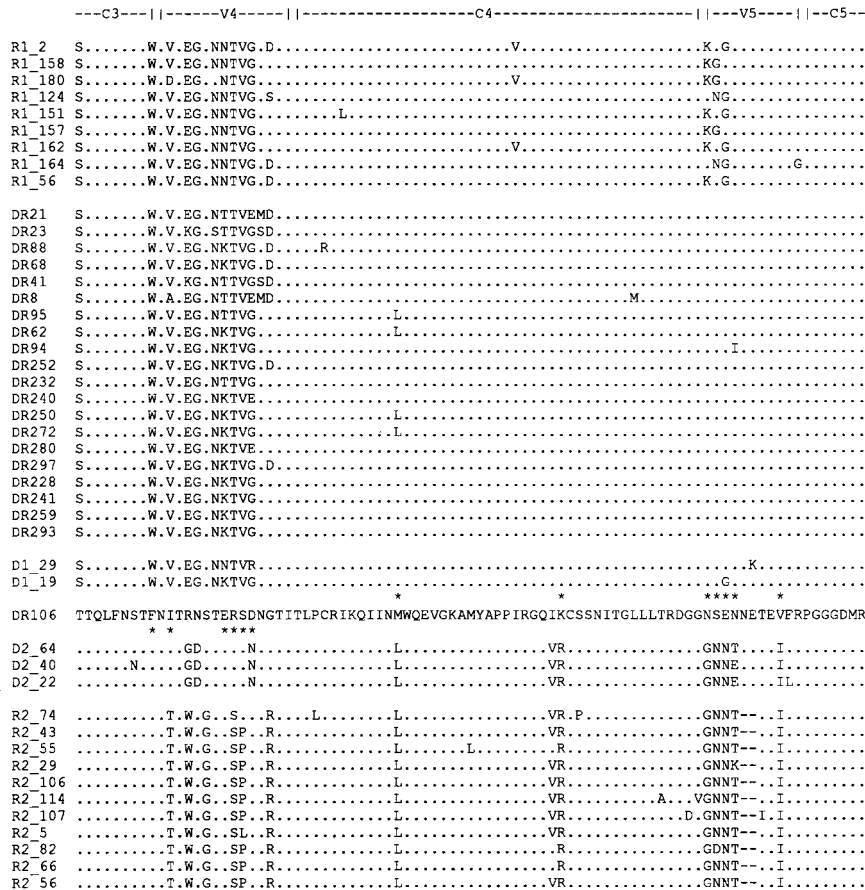 ---C3---||-----V4------||--------------------C4---------------------||---V5----||--C5--
R1_2 S.......W.V.EG.NNTVG.D..........................V....................K.G...............
R1_158 S.......W.V.EG.NNTVG.................................................KG................
R1_180 S.......W.D.EG..NTVG............................V....................KG................
R1_124 S.......W.V.EG.NNTVG.S................................................NG...............
R1_151 S.......W.V.EG.NNTVG.........L.......................................K.G...............
R1_157 S.......W.V.EG.NNTVG.................................................KG................
R1_162 S.......W.V.EG.NNTVG............................V....................K.G...............
R1_164 S.......W.V.EG.NNTVG.D................................................NG.......G.......
R1_56 S.......W.V.EG.NNTVG.D...............................................K.G...............
DR21 S.......W.V.EG.NTTVEMD.................................................................
DR23 S.......W.V.KG.STTVGSD.................................................................
DR88 S.......W.V.EG.NKTVG.D.....R...........................................................
DR68 S.......W.V.EG.NKTVG.D.................................................................
DR41 S.......W.V.KG.NTTVGSD.................................................................
DR8 S.......W.A.EG.NTTVEMD.......................................M.........................
DR95 S.......W.V.EG.NTTVG...............L...................................................
DR62 S.......W.V.EG.NKTVG...............L...................................................
DR94 S.......W.V.EG.NKTVG....................................................I..............
DR252 S.......W.V.EG.NKTVG.D.................................................................
DR232 S.......W.V.EG.NTTVG...................................................................
DR240 S.......W.V.EG.NKTVE...................................................................
DR250 S.......W.V.EG.NKTVG...............L...................................................
DR272 S.......W.V.EG.NKTVG...............L...................................................
DR280 S.......W.V.EG.NKTVE...................................................................
DR297 S.......W.V.EG.NKTVG.D.................................................................
DR228 S.......W.V.EG.NKTVG...................................................................
DR241 S.......W.V.EG.NKTVG...................................................................
DR259 S.......W.V.EG.NKTVG...................................................................
DR293 S.......W.V.EG.NKTVG...................................................................
D1_29 S.......W.V.EG.NNTVR......................................................K............
D1_19 S.......W.V.EG.NNTVG...................................................G...............
* * **** *
DR106 TTQLFNSTFNITRNSTERSDNGTITLPCRIKQIINMWQEVGKAMYAPPIRGQIKCSSNITGLLLTRDGGNSENNETEVFRPGGGDMR
* * ****
D2_64 ............GD.....N...............L................VR...............GNNT....I.........
D2_40 ......N.....GD.....N...............L................VR...............GNNE....I.........
D2_22 ............GD.....N...............L................VR...............GNNE....IL........
R2_74 ..........T.W.G..S...R....L........L................VR.P.............GNNT--..I.........
R2_43 ..........T.W.G..SP..R.............L................VR...............GNNT--..I.........
R2_55 ..........T.W.G..SP..R.............L.......M.........R...............GNNT--..I.........
R2_29 ..........T.W.G..SP..R.............L................VR...............GNNK--..I.........
R2_106 ..........T.W.G..SP..R.............L................VR...............GNNT--..I.........
R2_114 ..........T.W.G..SP..R.............L................VR..........A...VGNNT--..I.........
R2_107 ..........T.W.G..SP..R.............L................VR.............D.GNNT--I.I.........
R2_5 ..........T.W.G..SL..R.............L................VR...............GNNT--..I.........
R2_82 ..........T.W.G..SP..R.............L.................R...............GDNT--..I.........
R2_66 ..........T.W.G..SP..R.............L.................R...............GNNT--..I.........
R2_56 ..........T.W.G..SP..R.............L................VR...............GNNT--..I.........